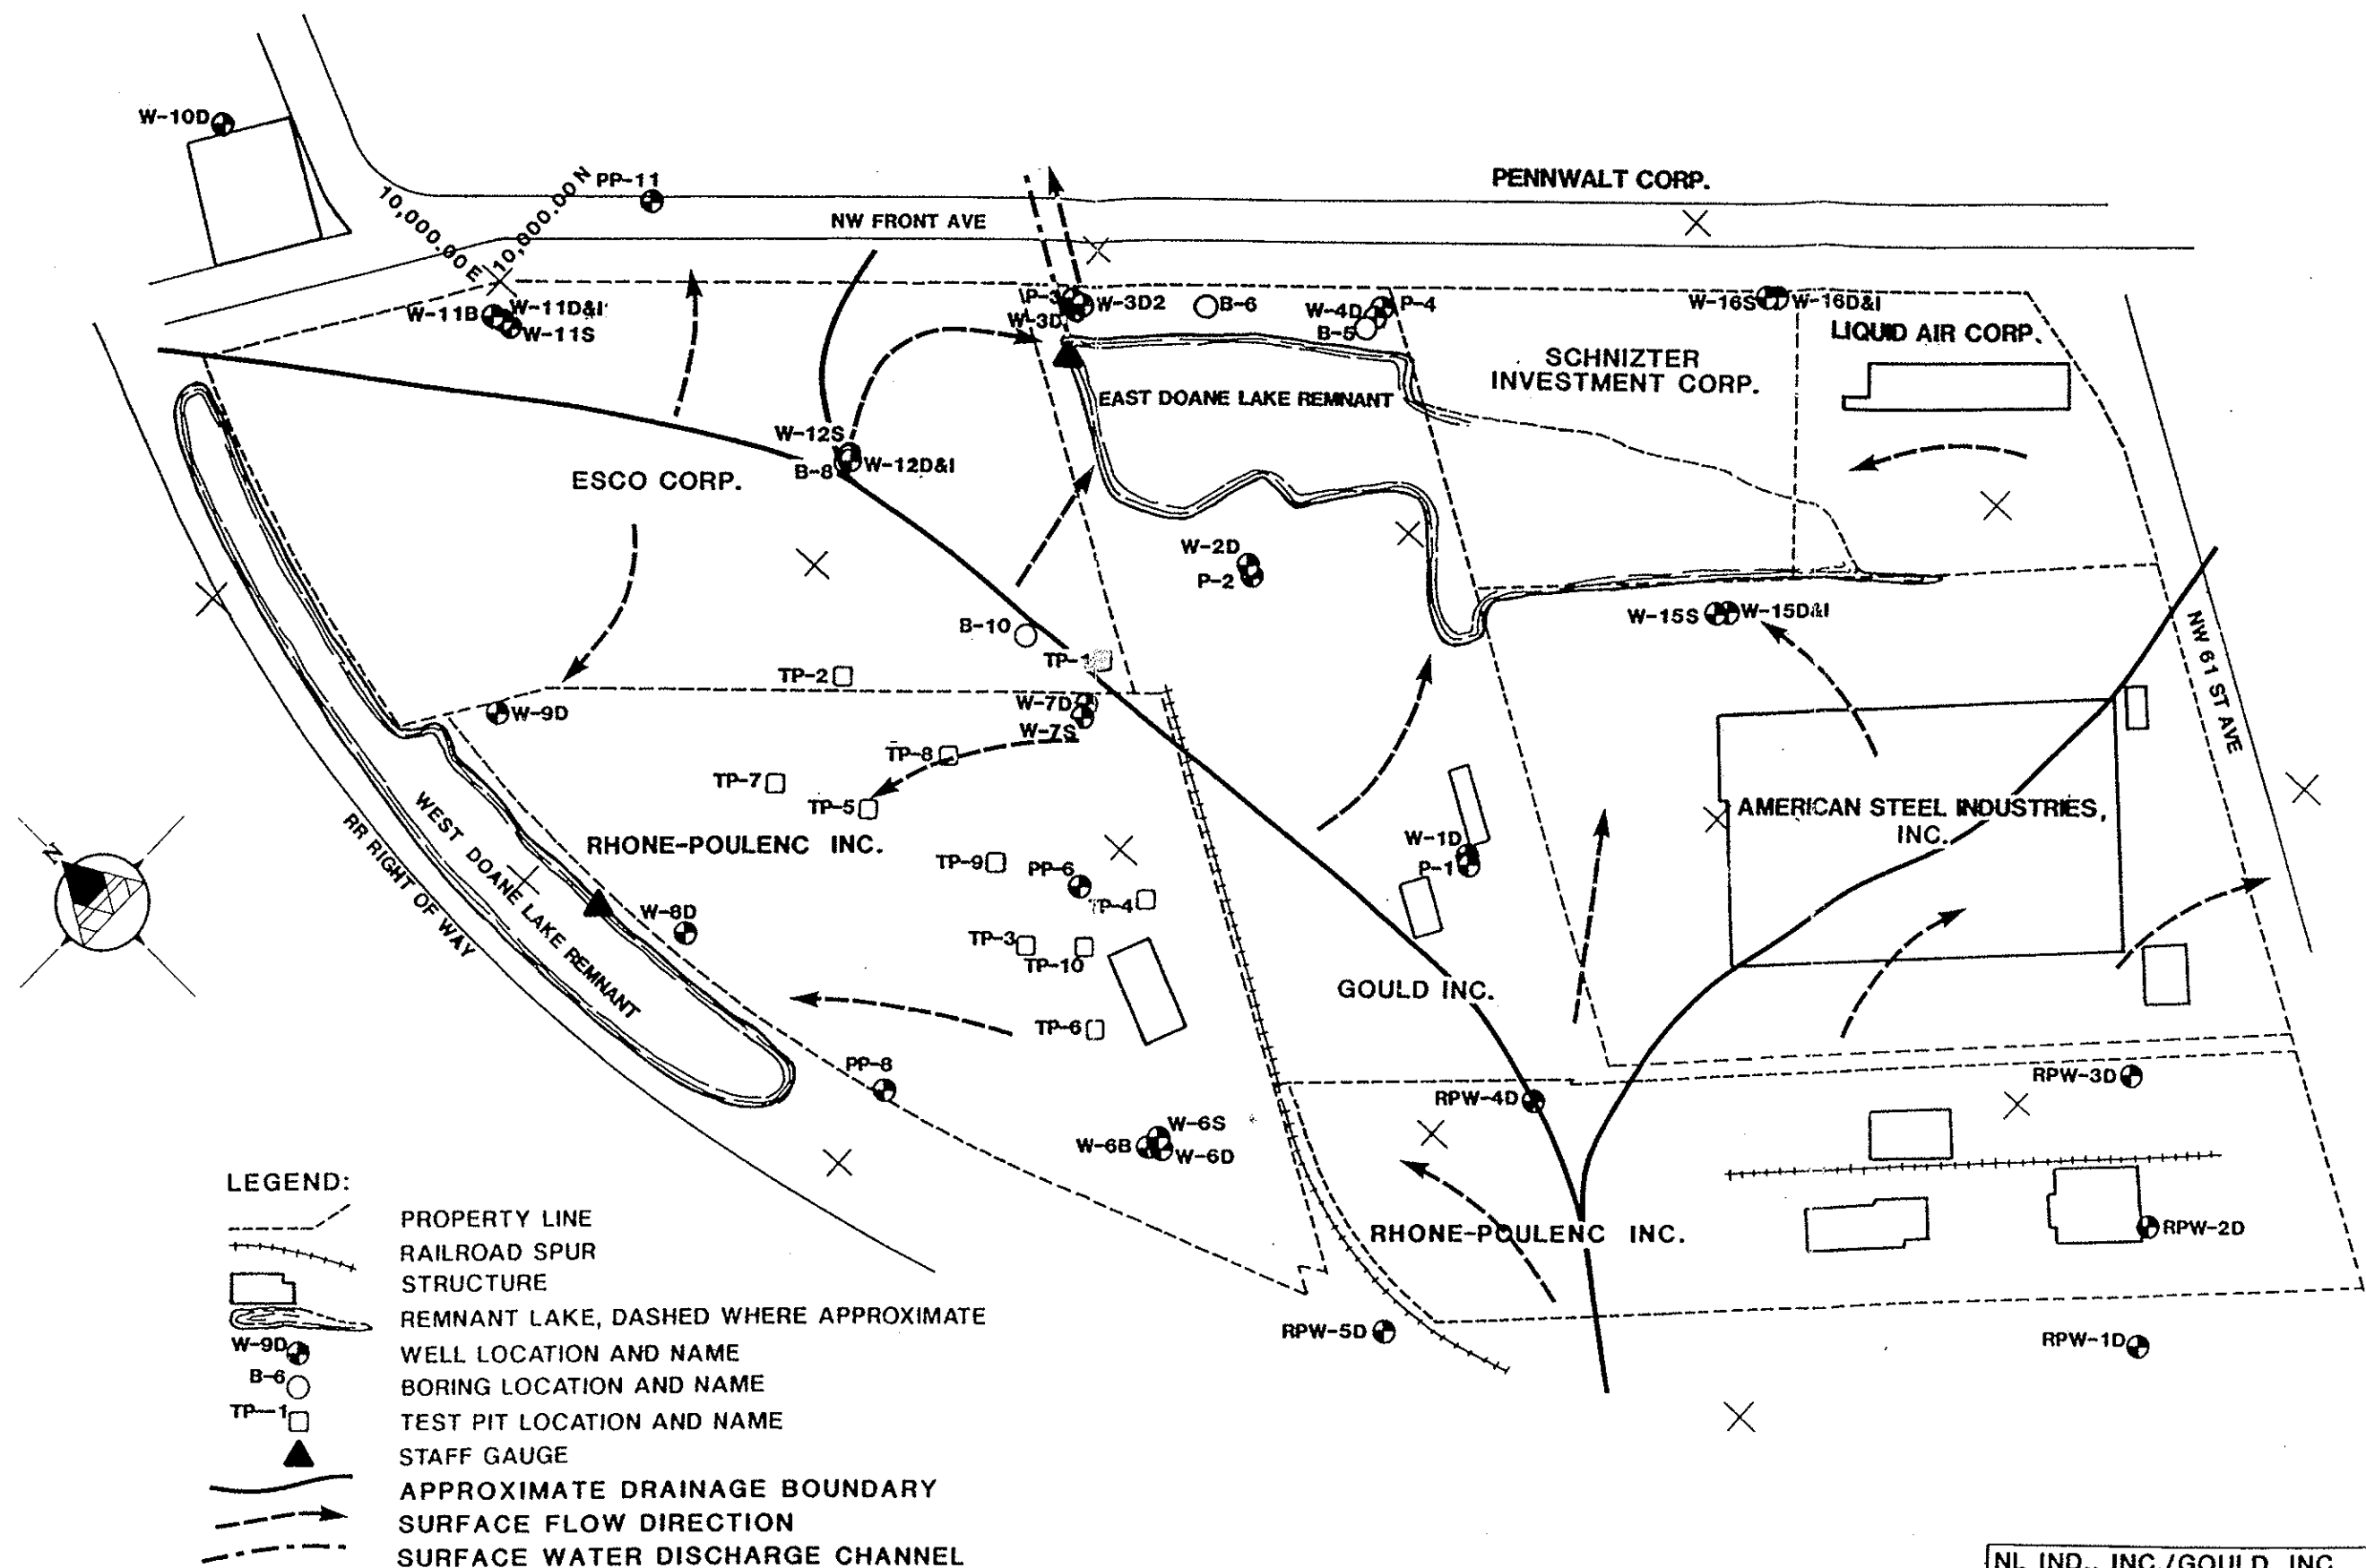 W-10D
PP-11
10,000.00 E
10,000.00 N
PENNWALT CORP.
NW FRONT AVE
W-11B
W-11D&I
W-11S
P-3
W-3D2
W-3D
B-6
W-4D
P-4
B-5
W-16S
W-16D&I
LIQUID AIR CORP.
SCHNIZTER
INVESTMENT CORP.
EAST DOANE LAKE REMNANT
W-12S
B-8
W-12D&I
ESCO CORP.
W-2D
P-2
B-10
TP-1
TP-2
W-15S
W-15D&I
NW 61 ST AVE
W-9D
W-7D
W-7S
TP-8
TP-7
TP-5
RHONE-POULENC INC.
WEST DOANE LAKE REMNANT
RR RIGHT OF WAY
N
TP-9
PP-6
TP-4
W-8D
TP-3
TP-10
TP-6
PP-8
W-1D
P-1
AMERICAN STEEL INDUSTRIES,
INC.
GOULD INC.
RPW-4D
RPW-3D
W-6S
W-6B
W-6D
RHONE-POULENC INC.
RPW-2D
RPW-5D
RPW-1D
LEGEND:
PROPERTY LINE
RAILROAD SPUR
STRUCTURE
REMNANT LAKE, DASHED WHERE APPROXIMATE
W-9D
WELL LOCATION AND NAME
B-6
BORING LOCATION AND NAME
TP-1
TEST PIT LOCATION AND NAME
STAFF GAUGE
APPROXIMATE DRAINAGE BOUNDARY
SURFACE FLOW DIRECTION
SURFACE WATER DISCHARGE CHANNEL
NL IND., INC./GOULD, INC.